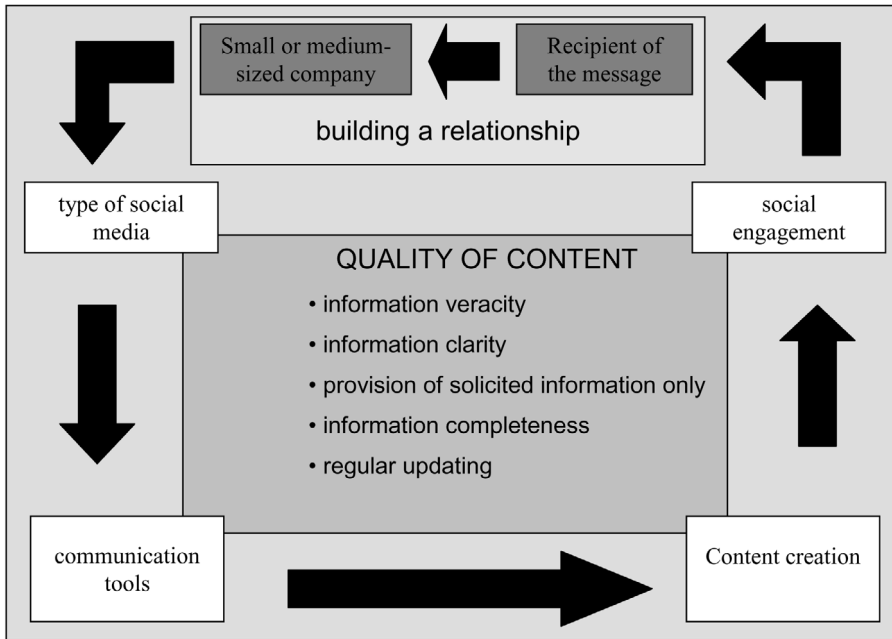 Small or medium-
sized company
Recipient of
the message
building a relationship
type of social
media
social
engagement
QUALITY OF CONTENT
• information veracity
• information clarity
• provision of solicited information only
• information completeness
• regular updating
communication
tools
Content creation